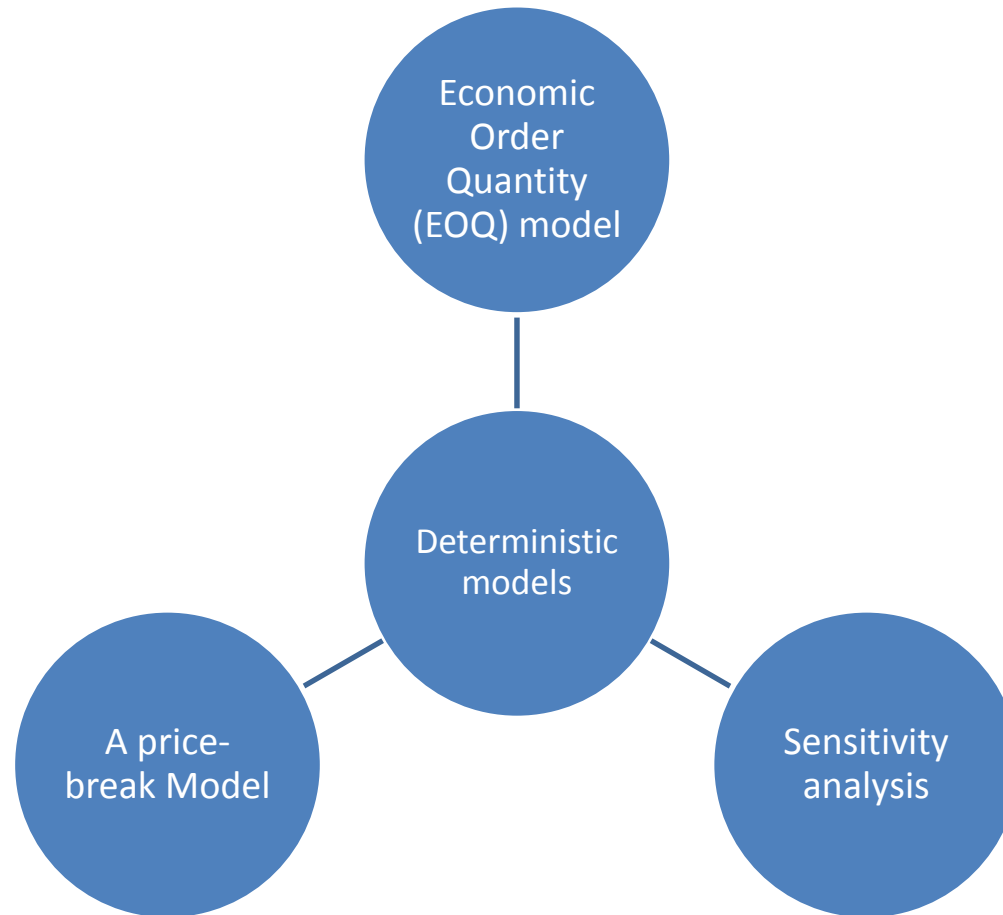 Economic
Order
Quantity
(EOQ) model
Deterministic
models
A price-
break Model
Sensitivity
analysis